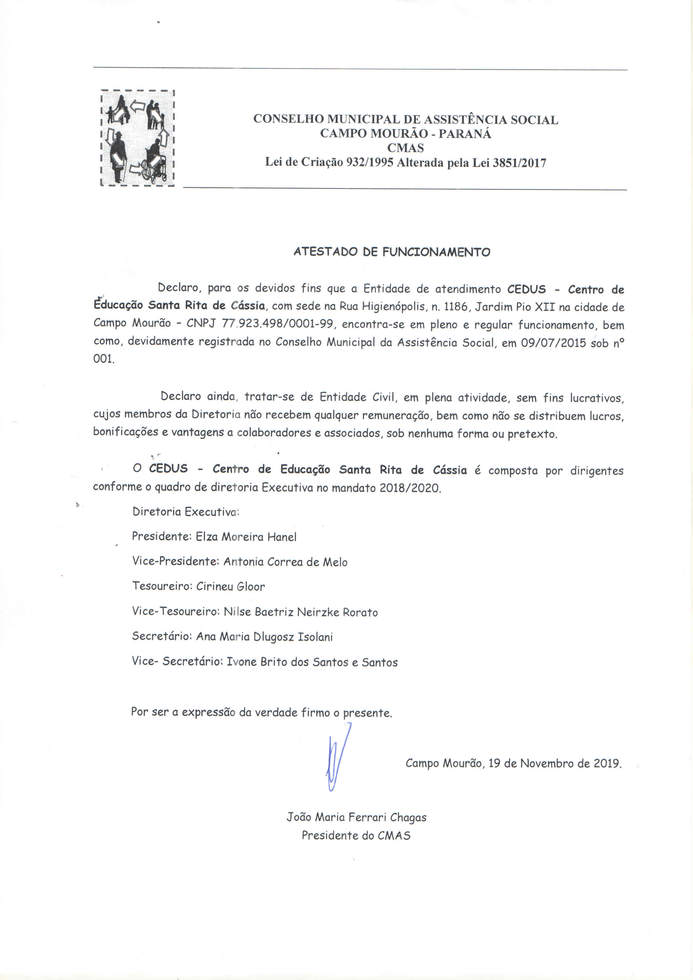 CONSELHO MUNICIPAL DE ASSISTÊNCIA SOCIAL
CAMPO MOURÃO - PARANÁ
CMAS
Lei de Criação 932/1995 Alterada pela Lei 3851/2017
ATESTADO DE FUNCIONAMENTO
Declaro, para os devidos fins que a Entidade de atendimento CEDUS - Centro de
Educação Santa Rita de Cássia, com sede na Rua Higienópolis, n. 1186, Jardim Pio XII na cidade de
Campo Mourão - CNPJ 77.923.498/0001-99, encontra-se em pleno e regular funcionamento, bem
como, devidamente registrada no Conselho Municipal da Assistência Social, em 09/07/2015 sob nº
001.
Declaro ainda, tratar-se de Entidade Civil, em plena atividade, sem fins lucrativos,
cujos membros da Diretoria não recebem qualquer remuneração, bem como não se distribuem lucros,
bonificações e vantagens a colaboradores e associados, sob nenhuma forma ou pretexto.
O CEDUS - Centro de Educação Santa Rita de Cássia é composta por dirigentes
conforme o quadro de diretoria Executiva no mandato 2018/2020.
Diretoria Executiva:
Presidente: Elza Moreira Hanel
Vice-Presidente: Antonia Correa de Melo
Tesoureiro: Cirineu Gloor
Vice-Tesoureiro: Nilse Baetriz Neirzke Rorato
Secretário: Ana Maria Dlugosz Isolani
Vice- Secretário: Ivone Brito dos Santos e Santos
Por ser a expressão da verdade firmo o presente.
Campo Mourão, 19 de Novembro de 2019.
João Maria Ferrari Chagas
Presidente do CMAS